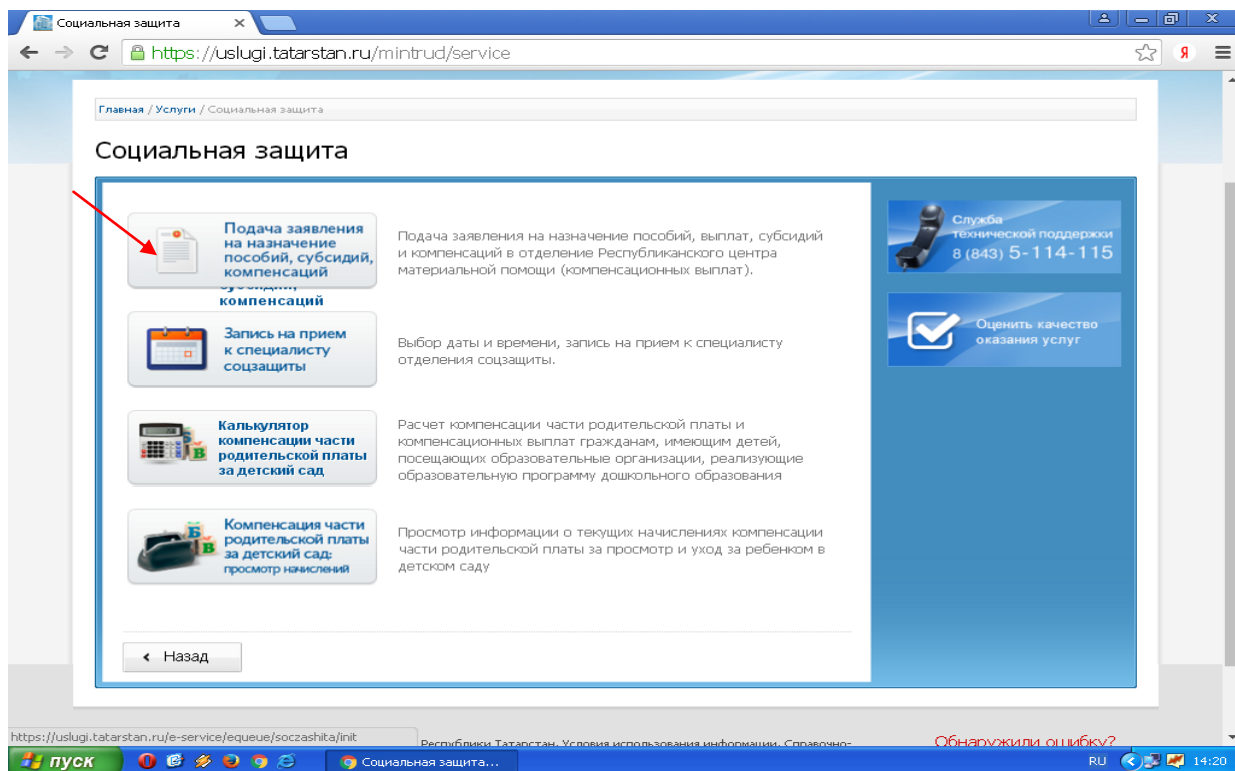 Социальная защита
https://uslugi.tatarstan.ru/mintrud/service
Я
Главная / Услуги / Социальная защита
Социальная защита
Подача заявления
на назначение
пособий, субсидий,
компенсаций
компенсаций
Подача заявления на назначение пособий, выплат, субсидий
и компенсаций в отделение Республиканского центра
материальной помощи (компенсационных выплат).
Запись на прием
к специалисту
соцзащиты
Выбор даты и времени, запись на прием к специалисту
отделения соцзащиты.
Калькулятор
компенсации части
родительской платы
за детский сад
Расчет компенсации части родительской платы и
компенсационных выплат гражданам, имеющим детей,
посещающих образовательные организации, реализующие
образовательную программу дошкольного образования
Компенсация части
родительской платы
за детский сад:
просмотр начислений
Просмотр информации о текущих начислениях компенсации
части родительской платы за просмотр и уход за ребенком в
детском саду
Назад
Служба
технической поддержки
8 (843) 5-114-115
Оценить качество
оказания услуг
https://uslugi.tatarstan.ru/e-service/equeue/soczashita/init
Республики Татарстан. Условия использования информации. Справочно-
Обнаружили ошибку?
пуск
Социальная защита...
RU
14:20